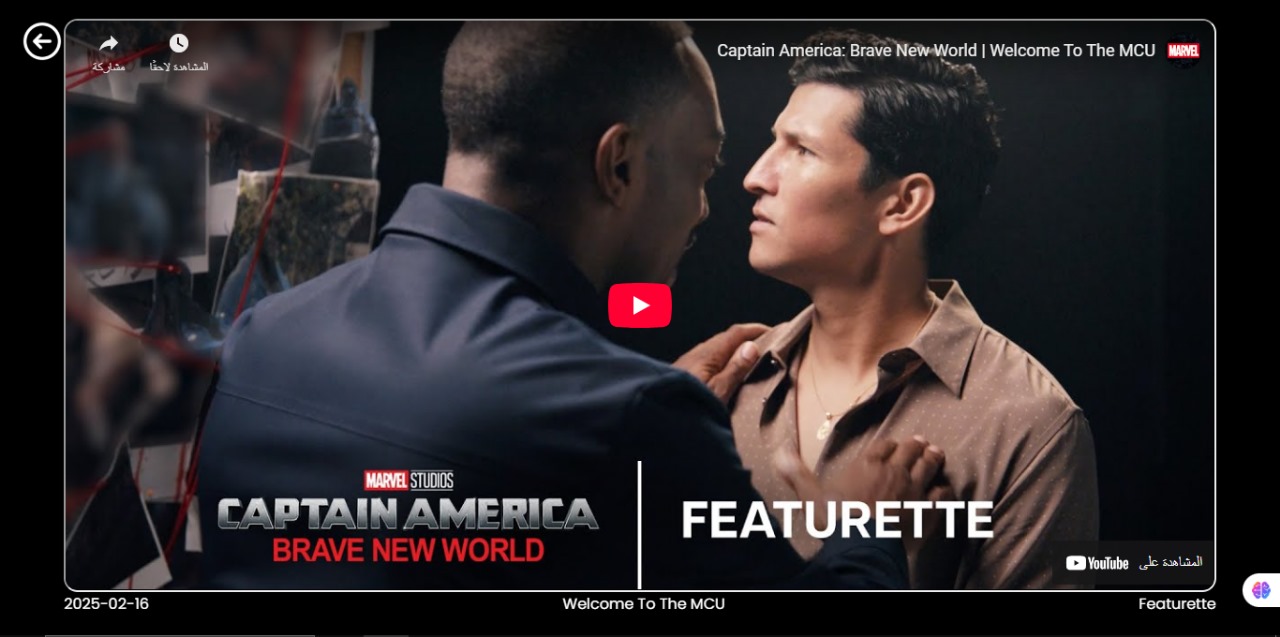 مشاركة
المشاهدة لاحقًا
Captain America: Brave New World | Welcome To The MCU
MARVEL
MARVEL STUDIOS
CAPTAIN AMERICA
BRAVE NEW WORLD
FEATURETTE
المشاهدة على YouTube
2025-02-16
Welcome To The MCU
Featurette